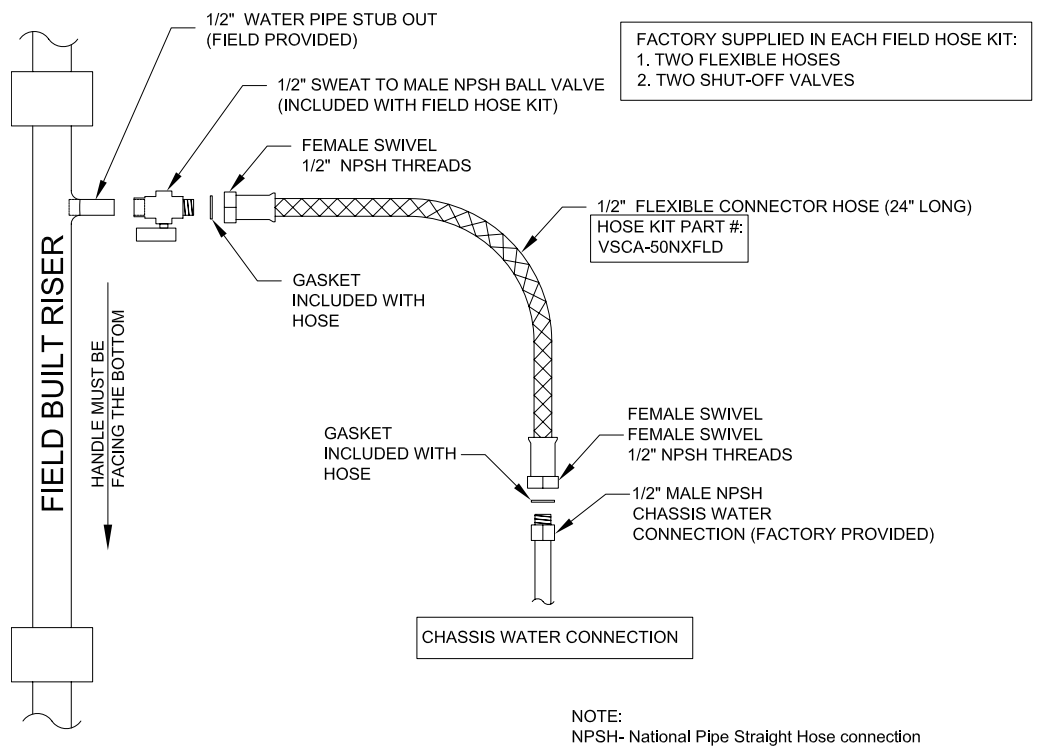 1/2" WATER PIPE STUB OUT
(FIELD PROVIDED)
FACTORY SUPPLIED IN EACH FIELD HOSE KIT:
1. TWO FLEXIBLE HOSES
2. TWO SHUT-OFF VALVES
1/2" SWEAT TO MALE NPSH BALL VALVE
(INCLUDED WITH FIELD HOSE KIT)
FEMALE SWIVEL
1/2" NPSH THREADS
1/2" FLEXIBLE CONNECTOR HOSE (24" LONG)
HOSE KIT PART #:
VSCA-50NXFLD
GASKET
INCLUDED WITH
HOSE
FIELD BUILT RISER
HANDLE MUST BE
FACING THE BOTTOM
GASKET
INCLUDED WITH
HOSE
FEMALE SWIVEL
FEMALE SWIVEL
1/2" NPSH THREADS
1/2" MALE NPSH
CHASSIS WATER
CONNECTION (FACTORY PROVIDED)
CHASSIS WATER CONNECTION
NOTE:
NPSH- National Pipe Straight Hose connection